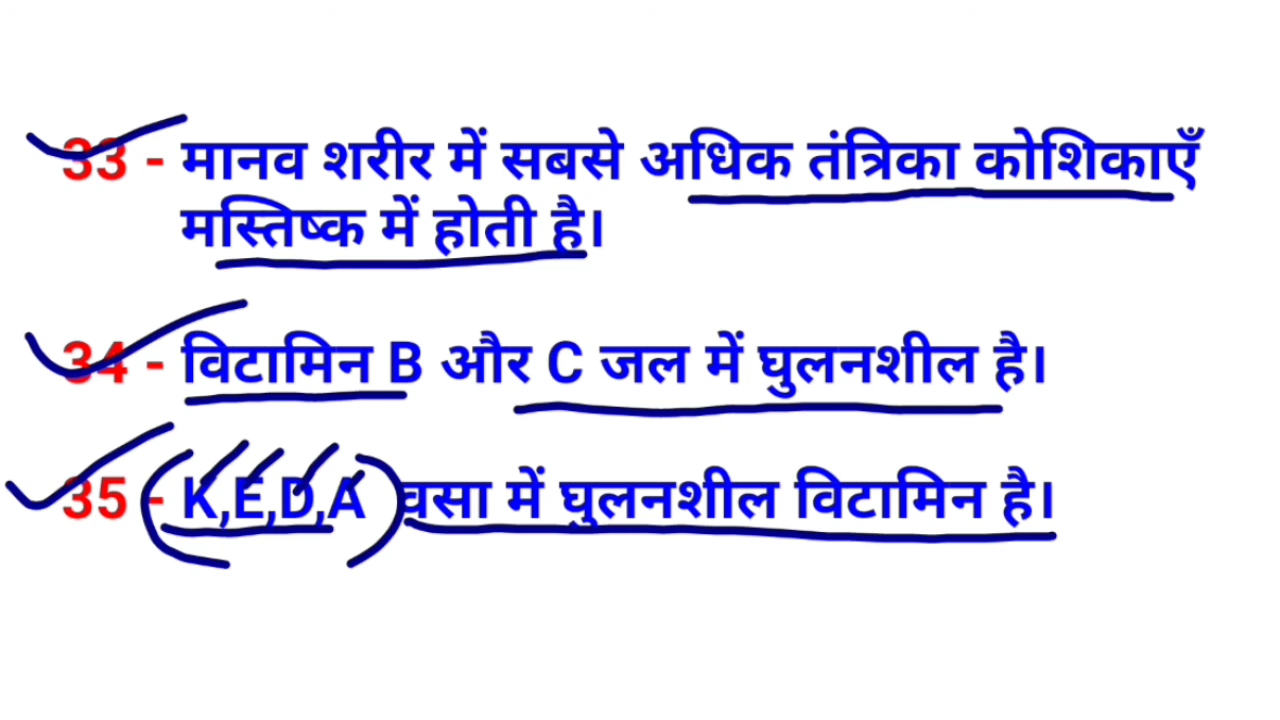 33 - मानव शरीर में सबसे अधिक तंत्रिका कोशिकाएँ
मस्तिष्क में होती है।
34 - विटामिन B और C जल में घुलनशील है।
35 - K,E,D,A वसा में घुलनशील विटामिन है।